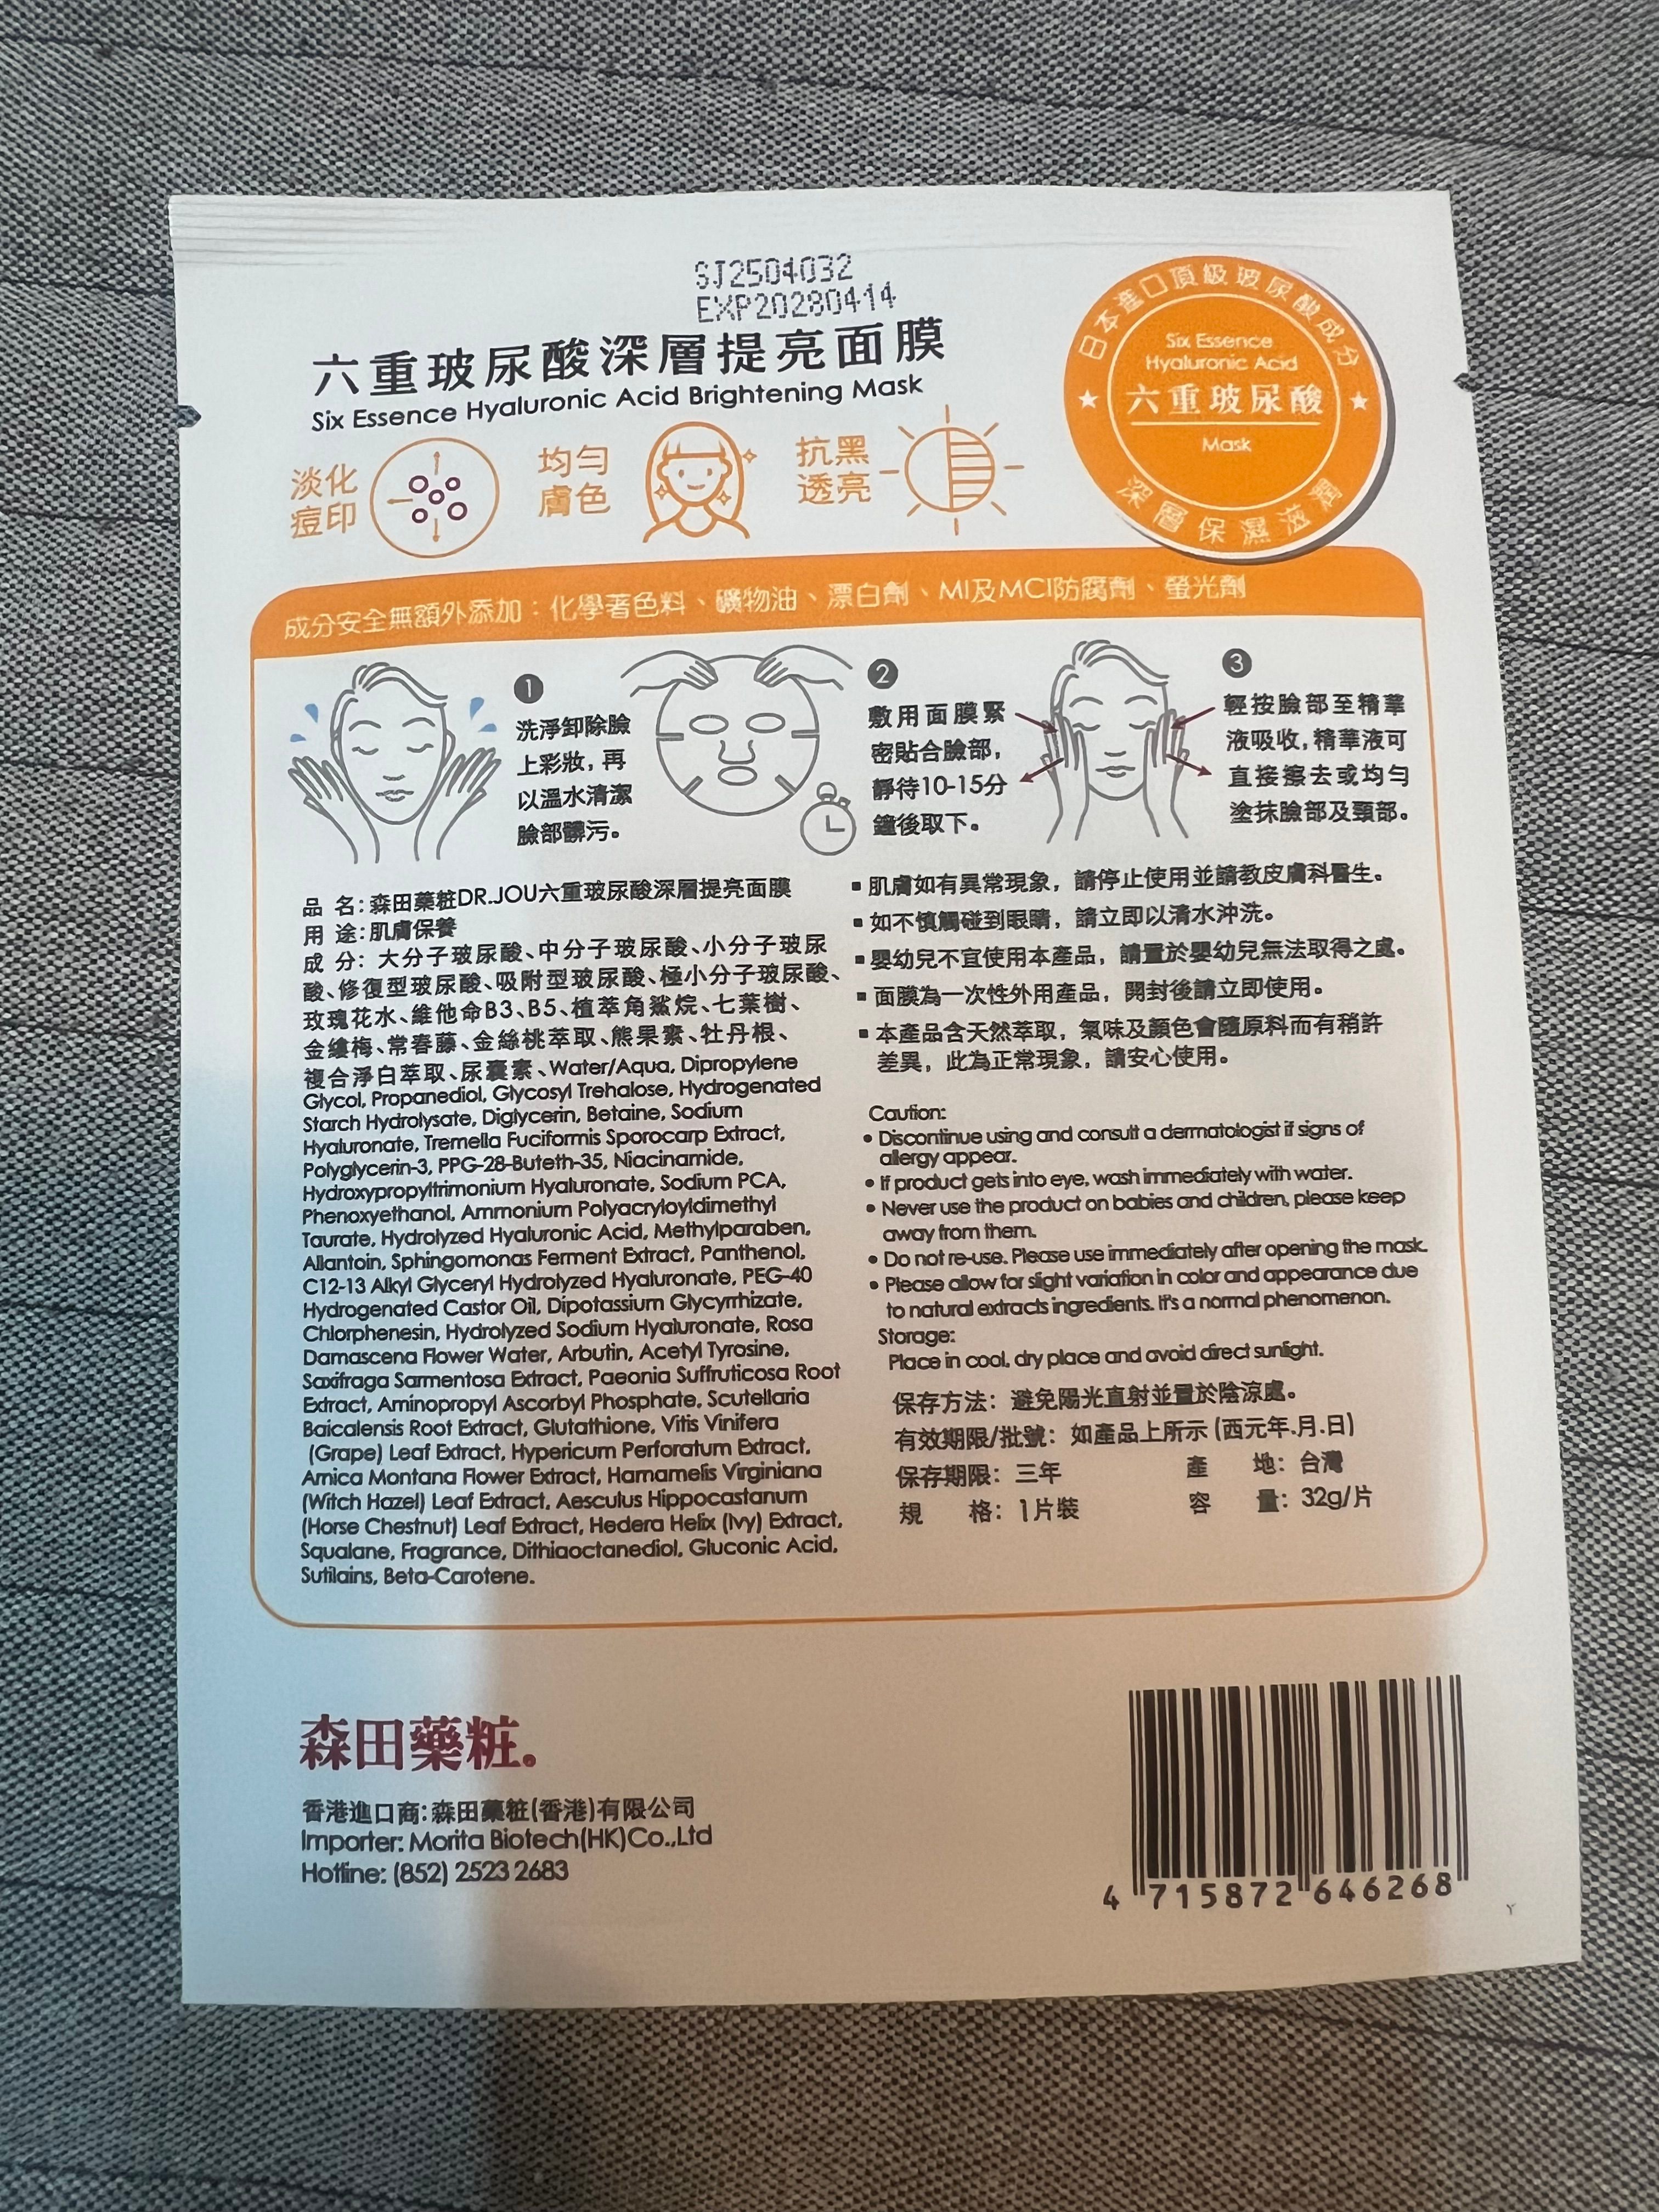 SJ2504032
EXP20280414
六重玻尿酸深層提亮面膜
Six Essence Hyaluronic Acid Brightening Mask
日本進口頂級玻尿酸成分
Six Essence
Hyaluronic Acid
六重玻尿酸
Mask
深層保濕滋潤
淡化
痘印
均勻
膚色
抗黑
透亮
成分安全無額外添加：化學著色料、礦物油、漂白劑、MI及MCI防腐劑、螢光劑
1
洗淨卸除臉
上彩妝，再
以溫水清潔
臉部髒污。
2
敷用面膜緊
密貼合臉部，
靜待10-15分
鐘後取下。
3
輕按臉部至精華
液吸收，精華液可
直接擦去或均勻
塗抹臉部及頸部。
品 名：森田藥粧DR.JOU六重玻尿酸深層提亮面膜
用 途：肌膚保養
成 分：大分子玻尿酸、中分子玻尿酸、小分子玻尿
酸、修復型玻尿酸、吸附型玻尿酸、極小分子玻尿酸、
玫瑰花水、維他命B3、B5、植萃角鯊烷、七葉樹、
金縷梅、常春藤、金絲桃萃取、熊果素、牡丹根、
複合淨白萃取、尿囊素、Water/Aqua, Dipropylene
Glycol, Propanediol, Glycosyl Trehalose, Hydrogenated
Starch Hydrolysate, Diglycerin, Betaine, Sodium
Hyaluronate, Tremella Fuciformis Sporocarp Extract,
Polyglycerin-3, PPG-28-Buteth-35, Niacinamide,
Hydroxypropyltrimonium Hyaluronate, Sodium PCA,
Phenoxyethanol, Ammonium Polyacryloyldimethyl
Taurate, Hydrolyzed Hyaluronic Acid, Methylparaben,
Allantoin, Sphingomonas Ferment Extract, Panthenol,
C12-13 Alkyl Glyceryl Hydrolyzed Hyaluronate, PEG-40
Hydrogenated Castor Oil, Dipotassium Glycyrrhizate,
Chlorphenesin, Hydrolyzed Sodium Hyaluronate, Rosa
Damascena Flower Water, Arbutin, Acetyl Tyrosine,
Saxifraga Sarmentosa Extract, Paeonia Suffruticosa Root
Extract, Aminopropyl Ascorbyl Phosphate, Scutellaria
Baicalensis Root Extract, Glutathione, Vitis Vinifera
(Grape) Leaf Extract, Hypericum Perforatum Extract,
Arnica Montana Flower Extract, Hamamelis Virginiana
(Witch Hazel) Leaf Extract, Aesculus Hippocastanum
(Horse Chestnut) Leaf Extract, Hedera Helix (Ivy) Extract,
Squalane, Fragrance, Dithiaoctanediol, Gluconic Acid,
Sutilains, Beta-Carotene.
▪ 肌膚如有異常現象，請停止使用並請教皮膚科醫生。
▪ 如不慎觸碰到眼睛，請立即以清水沖洗。
▪ 嬰幼兒不宜使用本產品，請置於嬰幼兒無法取得之處。
▪ 面膜為一次性外用產品，開封後請立即使用。
▪ 本產品含天然萃取，氣味及顏色會隨原料而有稍許
差異，此為正常現象，請安心使用。
Caution:
• Discontinue using and consult a dermatologist if signs of
allergy appear.
• If product gets into eye, wash immediately with water.
• Never use the product on babies and children, please keep
away from them.
• Do not re-use. Please use immediately after opening the mask.
• Please allow for slight variation in color and appearance due
to natural extracts ingredients. It's a normal phenomenon.
Storage:
Place in cool, dry place and avoid direct sunlight.
保存方法：避免陽光直射並置於陰涼處。
有效期限/批號：如產品上所示（西元年.月.日）
保存期限：三年 產 地：台灣
規 格：1片裝 容 量：32g/片
森田藥粧®
香港進口商：森田藥粧（香港）有限公司
Importer: Morita Biotech(HK)Co.,Ltd
Hotline: (852) 2523 2683
4 715872 646268
Y